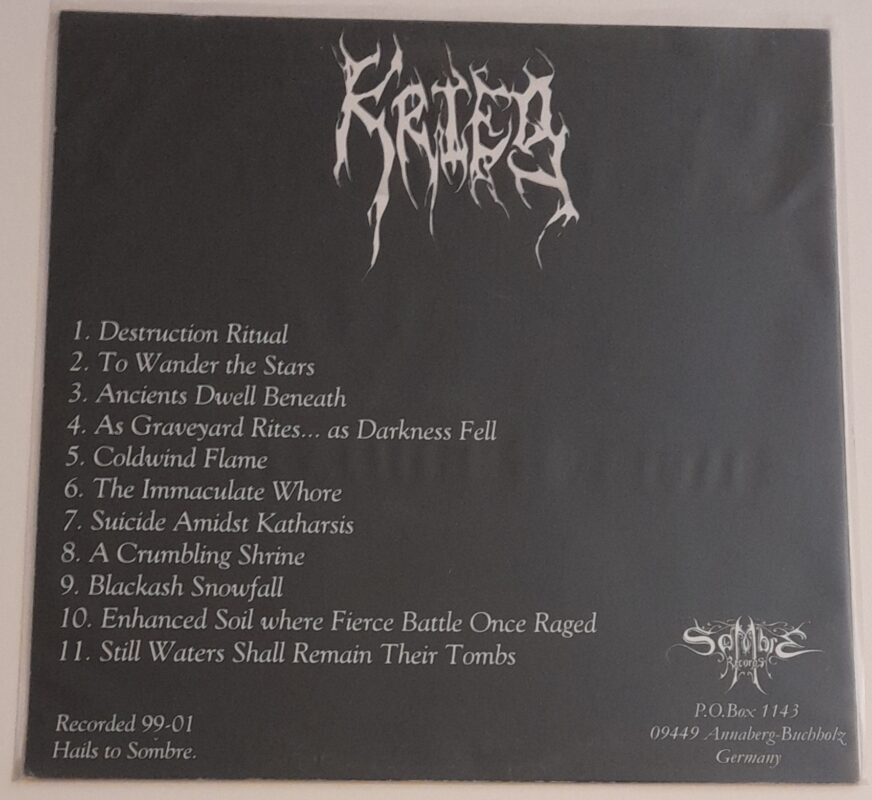 KRIEG
1. Destruction Ritual
2. To Wander the Stars
3. Ancients Dwell Beneath
4. As Graveyard Rites... as Darkness Fell
5. Coldwind Flame
6. The Immaculate Whore
7. Suicide Amidst Katharsis
8. A Crumbling Shrine
9. Blackash Snowfall
10. Enhanced Soil where Fierce Battle Once Raged
11. Still Waters Shall Remain Their Tombs
Recorded 99-01
Hails to Sombre.
Sombre
Records
P.O.Box 1143
09449 Annaberg-Buchholz
Germany